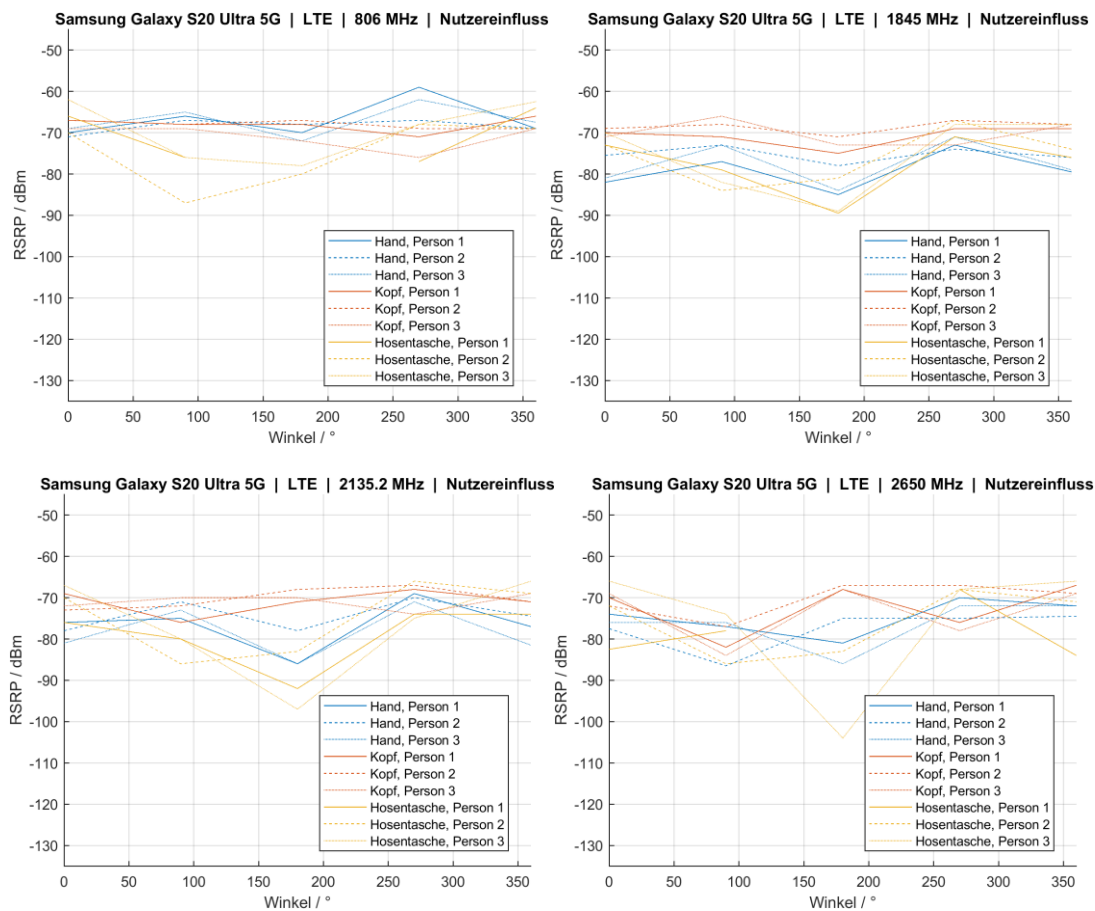 Samsung Galaxy S20 Ultra 5G | LTE | 806 MHz | Nutzereinfluss
-50
-60
-70
-80
-90
-100
-110
-120
-130
RSRP / dBm
0 50 100 150 200 250 300 350
Winkel / °
Hand, Person 1
Hand, Person 2
Hand, Person 3
Kopf, Person 1
Kopf, Person 2
Kopf, Person 3
Hosentasche, Person 1
Hosentasche, Person 2
Hosentasche, Person 3
Samsung Galaxy S20 Ultra 5G | LTE | 1845 MHz | Nutzereinfluss
-50
-60
-70
-80
-90
-100
-110
-120
-130
RSRP / dBm
0 50 100 150 200 250 300 350
Winkel / °
Hand, Person 1
Hand, Person 2
Hand, Person 3
Kopf, Person 1
Kopf, Person 2
Kopf, Person 3
Hosentasche, Person 1
Hosentasche, Person 2
Hosentasche, Person 3
Samsung Galaxy S20 Ultra 5G | LTE | 2135.2 MHz | Nutzereinfluss
-50
-60
-70
-80
-90
-100
-110
-120
-130
RSRP / dBm
0 50 100 150 200 250 300 350
Winkel / °
Hand, Person 1
Hand, Person 2
Hand, Person 3
Kopf, Person 1
Kopf, Person 2
Kopf, Person 3
Hosentasche, Person 1
Hosentasche, Person 2
Hosentasche, Person 3
Samsung Galaxy S20 Ultra 5G | LTE | 2650 MHz | Nutzereinfluss
-50
-60
-70
-80
-90
-100
-110
-120
-130
RSRP / dBm
0 50 100 150 200 250 300 350
Winkel / °
Hand, Person 1
Hand, Person 2
Hand, Person 3
Kopf, Person 1
Kopf, Person 2
Kopf, Person 3
Hosentasche, Person 1
Hosentasche, Person 2
Hosentasche, Person 3